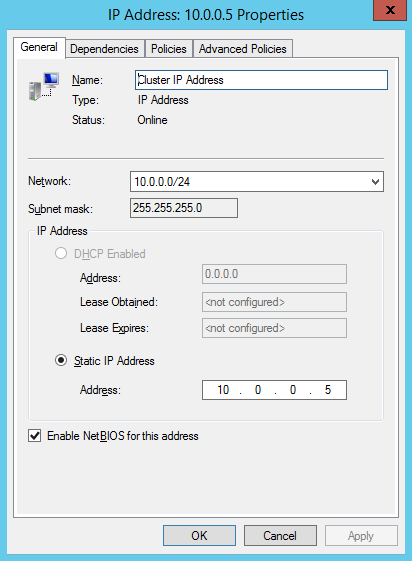 IP Address: 10.0.0.5 Properties
x
General Dependencies Policies Advanced Policies
Name: Cluster IP Address
Type: IP Address
Status: Online
Network: 10.0.0.0/24
Subnet mask: 255.255.255.0
IP Address
DHCP Enabled
Address: 0.0.0.0
Lease Obtained: <not configured>
Lease Expires: <not configured>
Static IP Address
Address: 10 . 0 . 0 . 5
Enable NetBIOS for this address
OK Cancel Apply